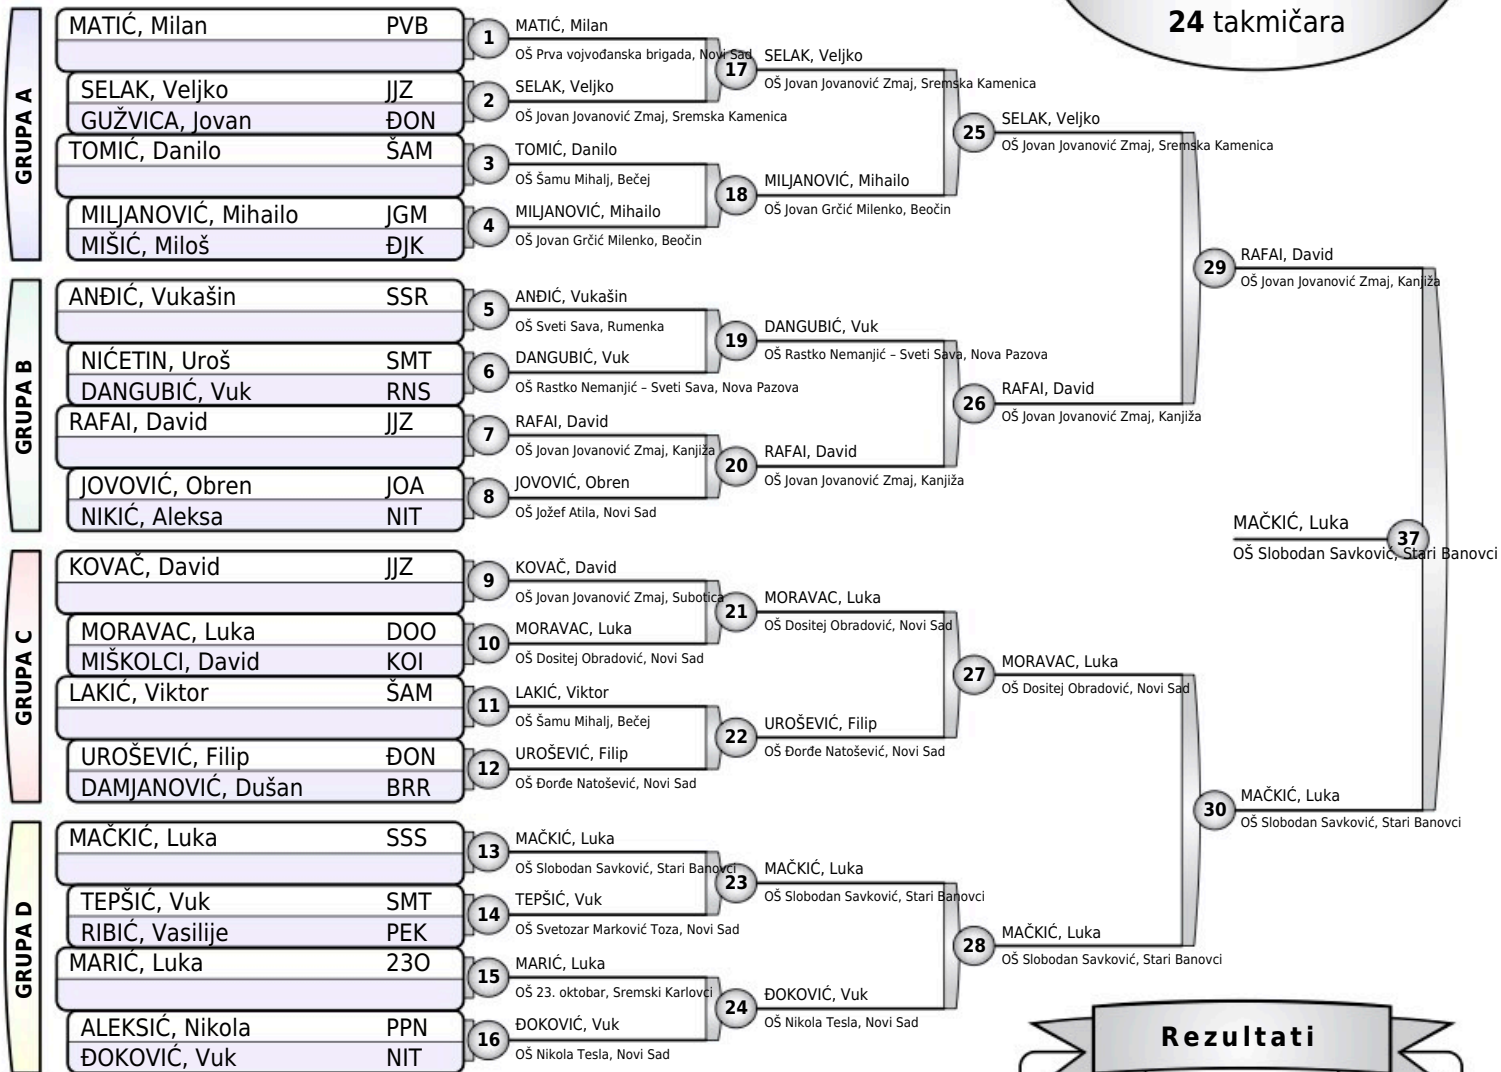 24 takmičara
GRUPA A
MATIĆ, Milan PVB
SELAK, Veljko JJZ
GUŽVICA, Jovan ĐON
TOMIĆ, Danilo ŠAM
MILJANOVIĆ, Mihailo JGM
MIŠIĆ, Miloš ĐJK
GRUPA B
ANĐIĆ, Vukašin SSR
NIĆETIN, Uroš SMT
DANGUBIĆ, Vuk RNS
RAFAI, David JJZ
JOVOVIĆ, Obren JOA
NIKIĆ, Aleksa NIT
GRUPA C
KOVAČ, David JJZ
MORAVAC, Luka DOO
MIŠKOLCI, David KOI
LAKIĆ, Viktor ŠAM
UROŠEVIĆ, Filip ĐON
DAMJANOVIĆ, Dušan BRR
GRUPA D
MAČKIĆ, Luka SSS
TEPŠIĆ, Vuk SMT
RIBIĆ, Vasilije PEK
MARIĆ, Luka 23O
ALEKSIĆ, Nikola PPN
ĐOKOVIĆ, Vuk NIT
1 MATIĆ, Milan
OŠ Prva vojvođanska brigada, Novi Sad
2 SELAK, Veljko
OŠ Jovan Jovanović Zmaj, Sremska Kamenica
3 TOMIĆ, Danilo
OŠ Šamu Mihalj, Bečej
4 MILJANOVIĆ, Mihailo
OŠ Jovan Grčić Milenko, Beočin
5 ANĐIĆ, Vukašin
OŠ Sveti Sava, Rumenka
6 DANGUBIĆ, Vuk
OŠ Rastko Nemanjić – Sveti Sava, Nova Pazova
7 RAFAI, David
OŠ Jovan Jovanović Zmaj, Kanjiža
8 JOVOVIĆ, Obren
OŠ Jožef Atila, Novi Sad
9 KOVAČ, David
OŠ Jovan Jovanović Zmaj, Subotica
10 MORAVAC, Luka
OŠ Dositej Obradović, Novi Sad
11 LAKIĆ, Viktor
OŠ Šamu Mihalj, Bečej
12 UROŠEVIĆ, Filip
OŠ Đorđe Natošević, Novi Sad
13 MAČKIĆ, Luka
OŠ Slobodan Savković, Stari Banovci
14 TEPŠIĆ, Vuk
OŠ Svetozar Marković Toza, Novi Sad
15 MARIĆ, Luka
OŠ 23. oktobar, Sremski Karlovci
16 ĐOKOVIĆ, Vuk
OŠ Nikola Tesla, Novi Sad
17 SELAK, Veljko
OŠ Jovan Jovanović Zmaj, Sremska Kamenica
18 MILJANOVIĆ, Mihailo
OŠ Jovan Grčić Milenko, Beočin
19 DANGUBIĆ, Vuk
OŠ Rastko Nemanjić – Sveti Sava, Nova Pazova
20 RAFAI, David
OŠ Jovan Jovanović Zmaj, Kanjiža
21 MORAVAC, Luka
OŠ Dositej Obradović, Novi Sad
22 UROŠEVIĆ, Filip
OŠ Đorđe Natošević, Novi Sad
23 MAČKIĆ, Luka
OŠ Slobodan Savković, Stari Banovci
24 ĐOKOVIĆ, Vuk
OŠ Nikola Tesla, Novi Sad
25 SELAK, Veljko
OŠ Jovan Jovanović Zmaj, Sremska Kamenica
26 RAFAI, David
OŠ Jovan Jovanović Zmaj, Kanjiža
27 MORAVAC, Luka
OŠ Dositej Obradović, Novi Sad
28 MAČKIĆ, Luka
OŠ Slobodan Savković, Stari Banovci
29 RAFAI, David
OŠ Jovan Jovanović Zmaj, Kanjiža
30 MAČKIĆ, Luka
OŠ Slobodan Savković, Stari Banovci
MAČKIĆ, Luka 37
OŠ Slobodan Savković, Stari Banovci
Rezultati